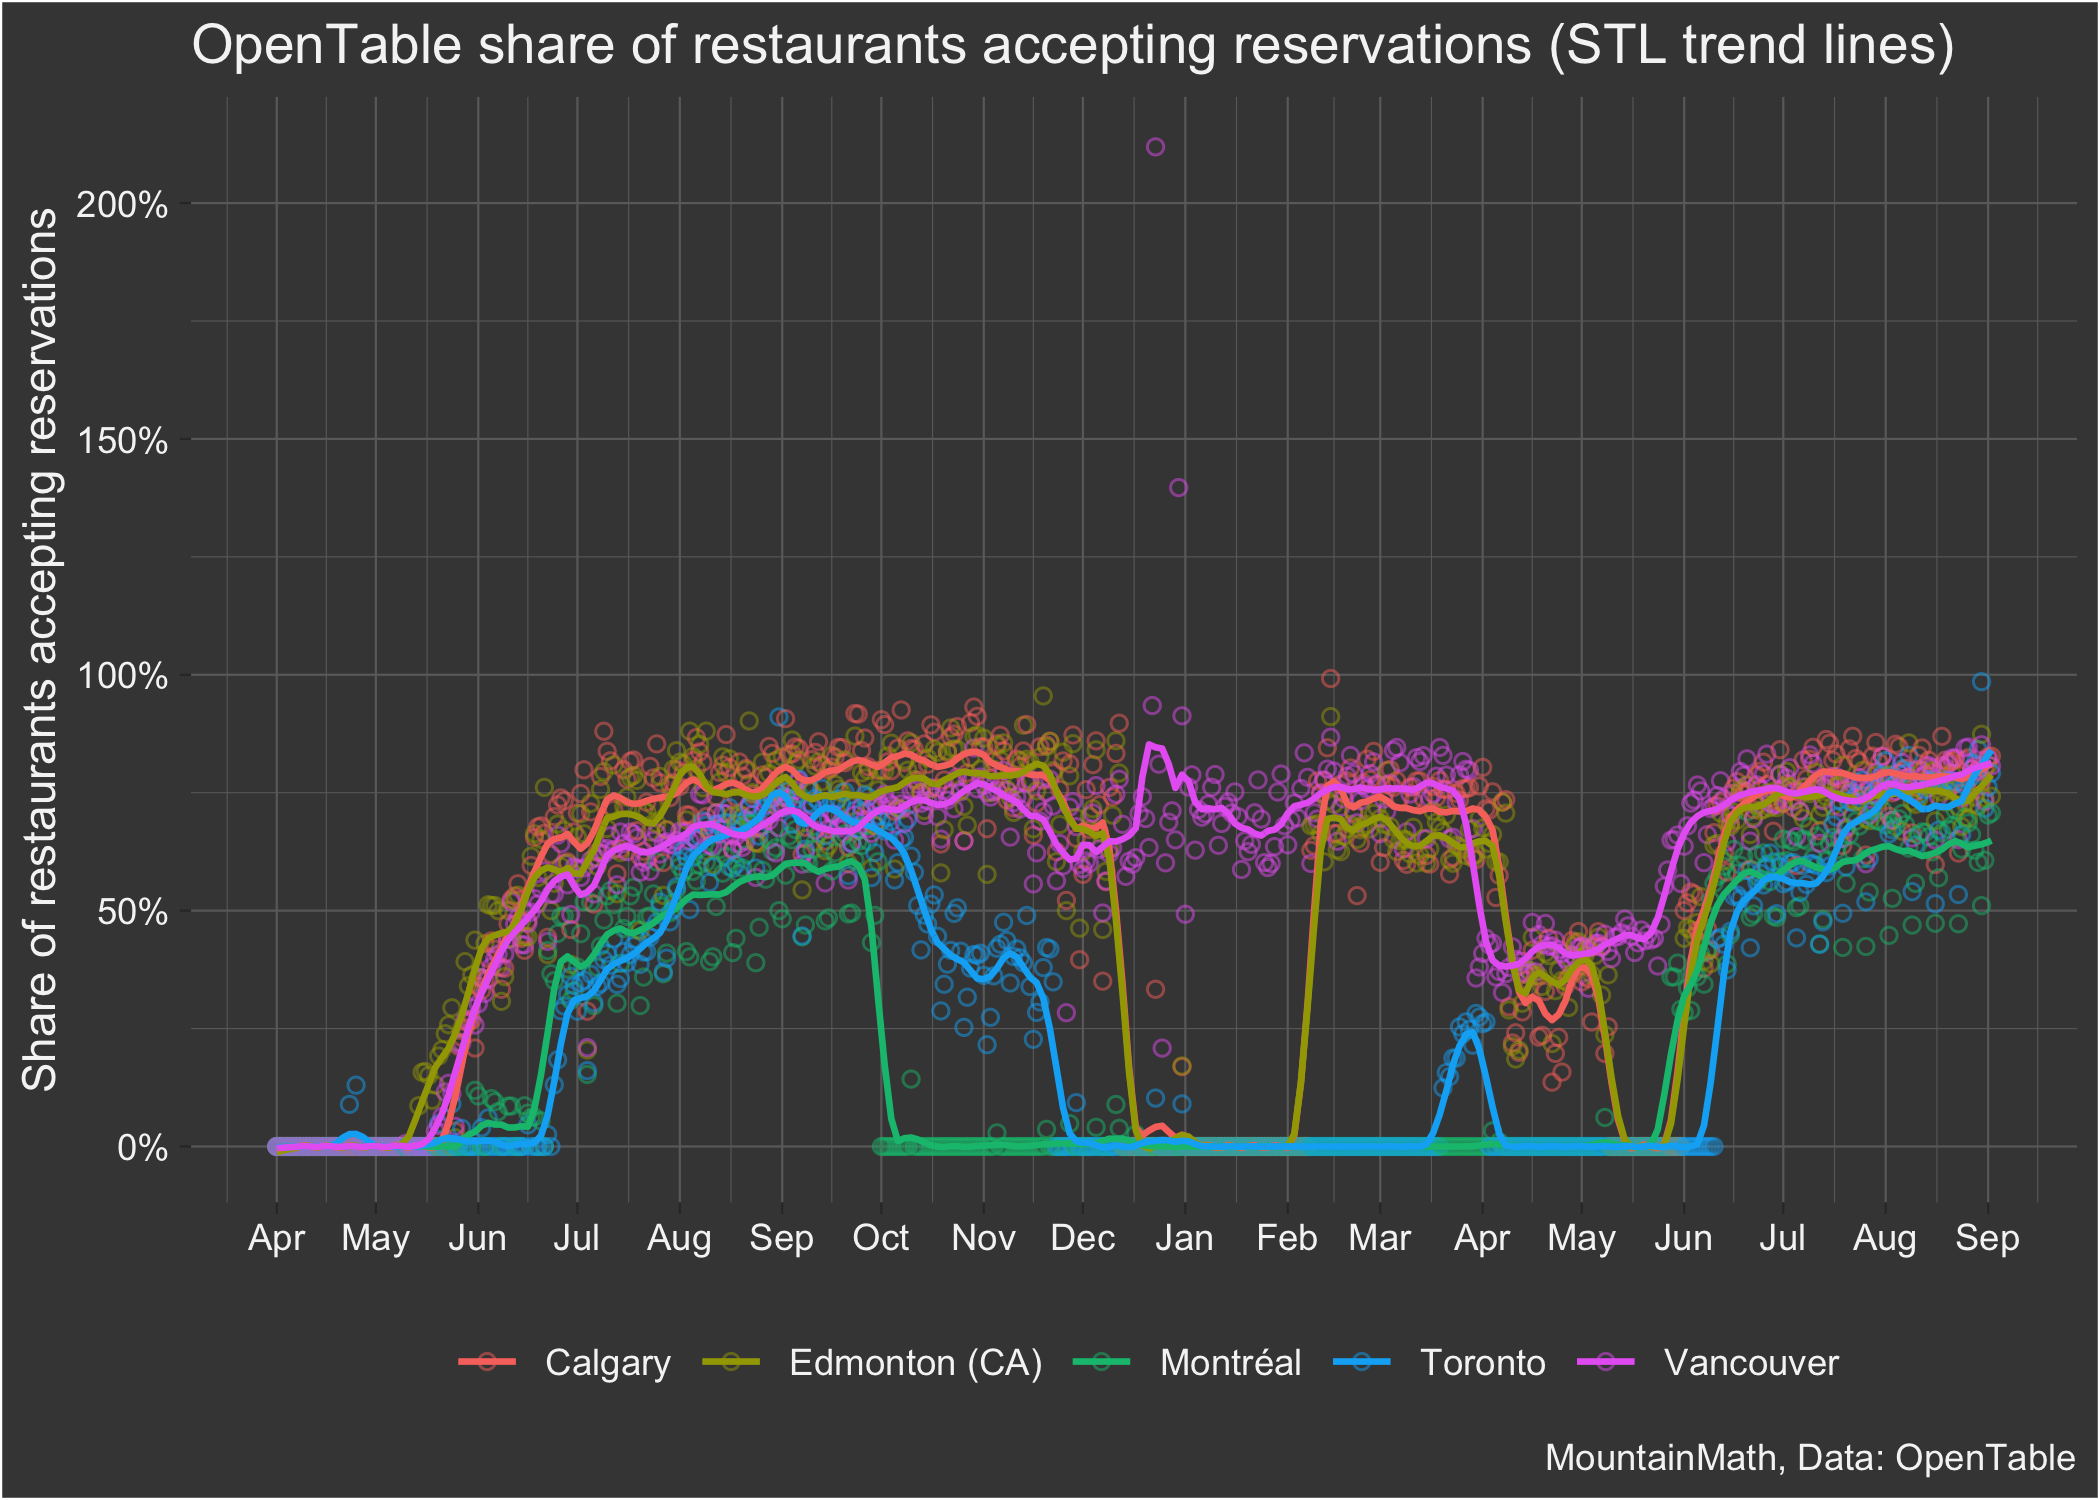 OpenTable share of restaurants accepting reservations (STL trend lines)
Share of restaurants accepting reservations
200%
150%
100%
50%
0%
Apr May Jun Jul Aug Sep Oct Nov Dec Jan Feb Mar Apr May Jun Jul Aug Sep
Calgary Edmonton (CA) Montréal Toronto Vancouver
MountainMath, Data: OpenTable